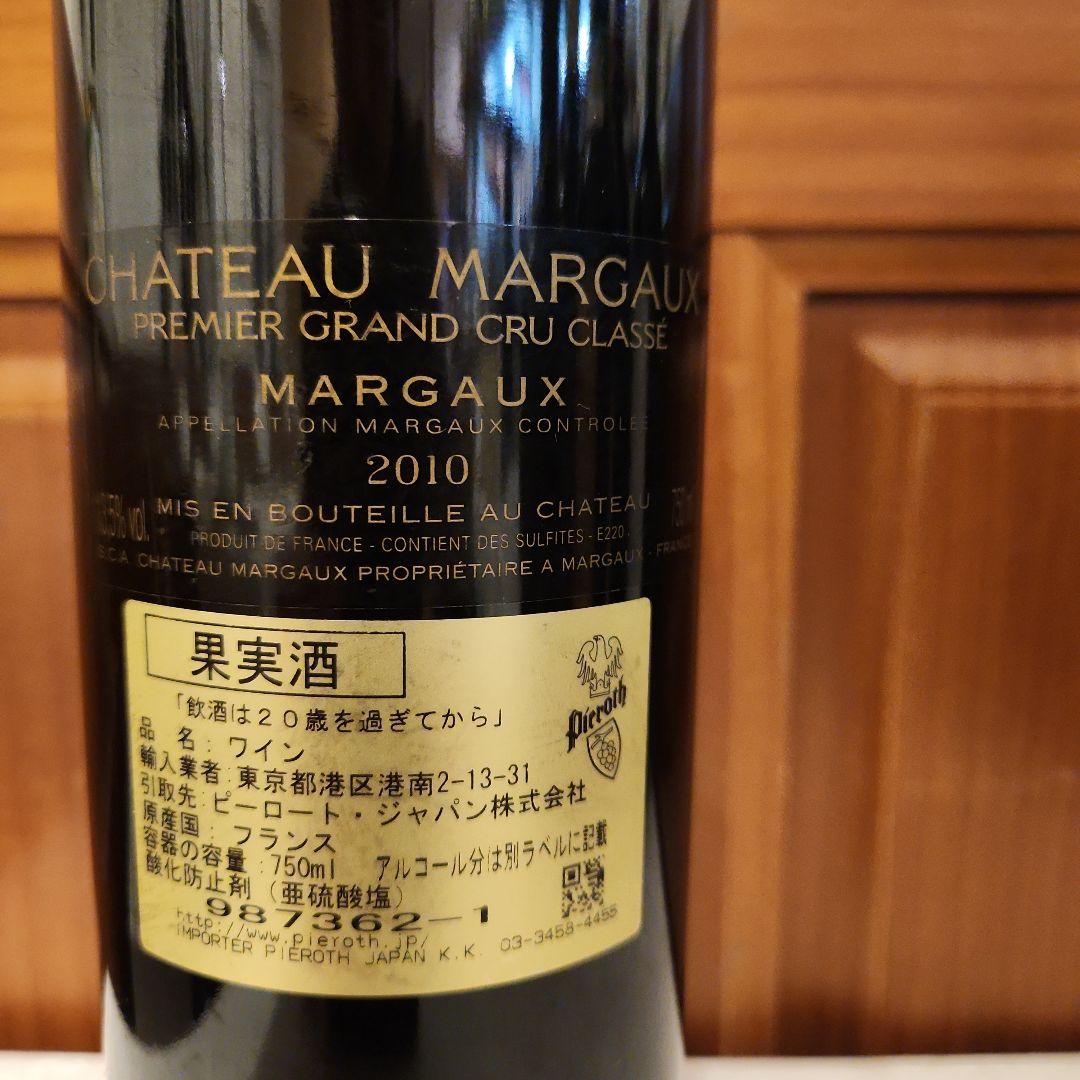 CHATEAU MARGAUX
PREMIER GRAND CRU CLASSÉ
MARGAUX
APPELLATION MARGAUX CONTROLÉE
2010
MIS EN BOUTEILLE AU CHATEAU
5% vol.
750 m
PRODUIT DE FRANCE - CONTIENT DES SULFITES - E220
S.C.A. CHATEAU MARGAUX PROPRIÉTAIRE A MARGAUX - FRANCE
果実酒
Pieroth
「飲酒は20歳を過ぎてから」
品 名:ワイン
輸入業者:東京都港区港南2-13-31
引取先:ピーロート・ジャパン株式会社
原産国:フランス
容器の容量:750ml アルコール分は別ラベルに記載
酸化防止剤(亜硫酸塩)
987362-1
http://www.pieroth.jp/
IMPORTER PIEROTH JAPAN K.K. 03-3458-4455